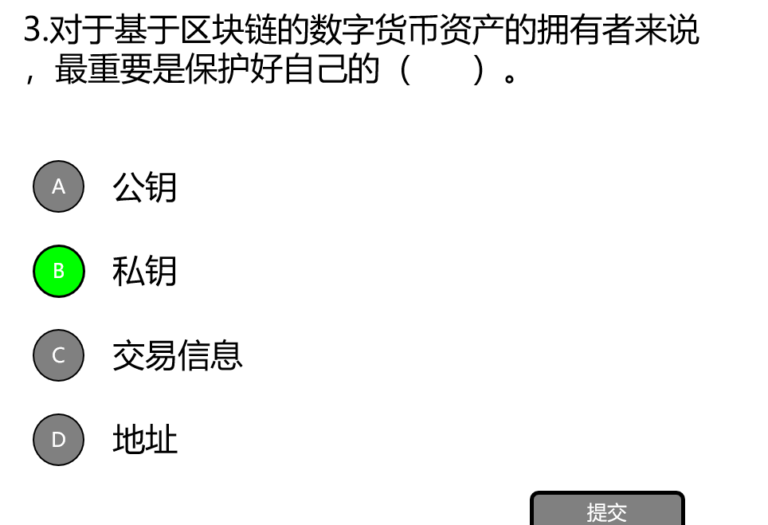 3.对于基于区块链的数字货币资产的拥有者来说
，最重要是保护好自己的（　　）。
A 公钥
B 私钥
C 交易信息
D 地址
提交